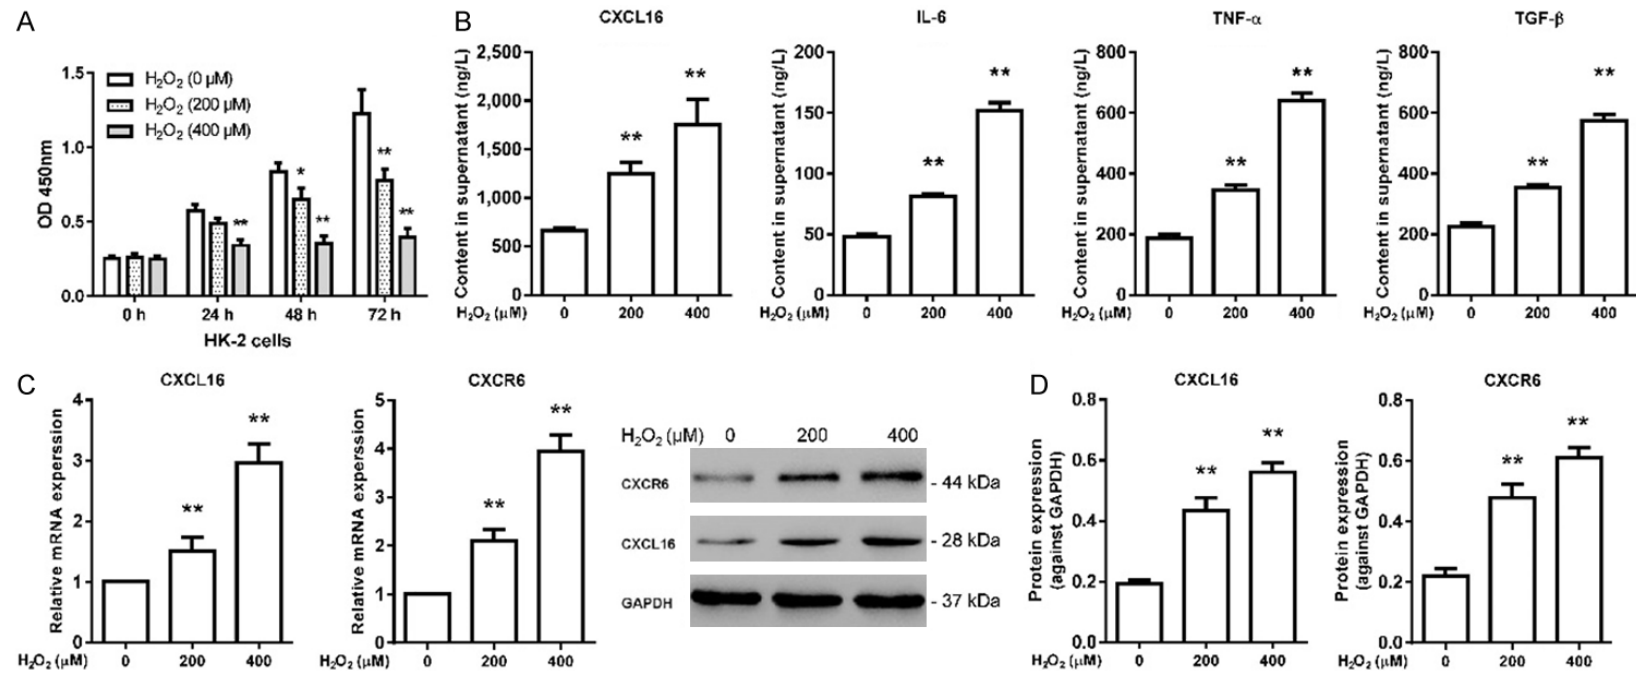 A
1.5
1.0
0.5
0.0
OD 450nm
H₂O₂ (0 µM)
H₂O₂ (200 µM)
H₂O₂ (400 µM)
** * ** ** ** **
0 h 24 h 48 h 72 h
HK-2 cells
B
CXCL16
Content in supernatant (ng/L)
2,500
2,000
1,500
1,000
500
0
** **
H₂O₂ (µM) 0 200 400
IL-6
Content in supernatant (ng/L)
200
150
100
50
0
** **
H₂O₂ (µM) 0 200 400
TNF-α
Content in supernatant (ng/L)
800
600
400
200
0
** **
H₂O₂ (µM) 0 200 400
TGF-β
Content in supernatant (ng/L)
800
600
400
200
0
** **
H₂O₂ (µM) 0 200 400
C
CXCL16
Relative mRNA experssion
4
3
2
1
0
** **
H₂O₂ (µM) 0 200 400
CXCR6
Relative mRNA experssion
5
4
3
2
1
0
** **
H₂O₂ (µM) 0 200 400
H₂O₂ (µM) 0 200 400
CXCR6 - 44 kDa
CXCL16 - 28 kDa
GAPDH - 37 kDa
D
CXCL16
Protein expression
(against GAPDH)
0.8
0.6
0.4
0.2
0.0
** **
H₂O₂ (µM) 0 200 400
CXCR6
Protein expression
(against GAPDH)
0.8
0.6
0.4
0.2
0.0
** **
H₂O₂ (µM) 0 200 400